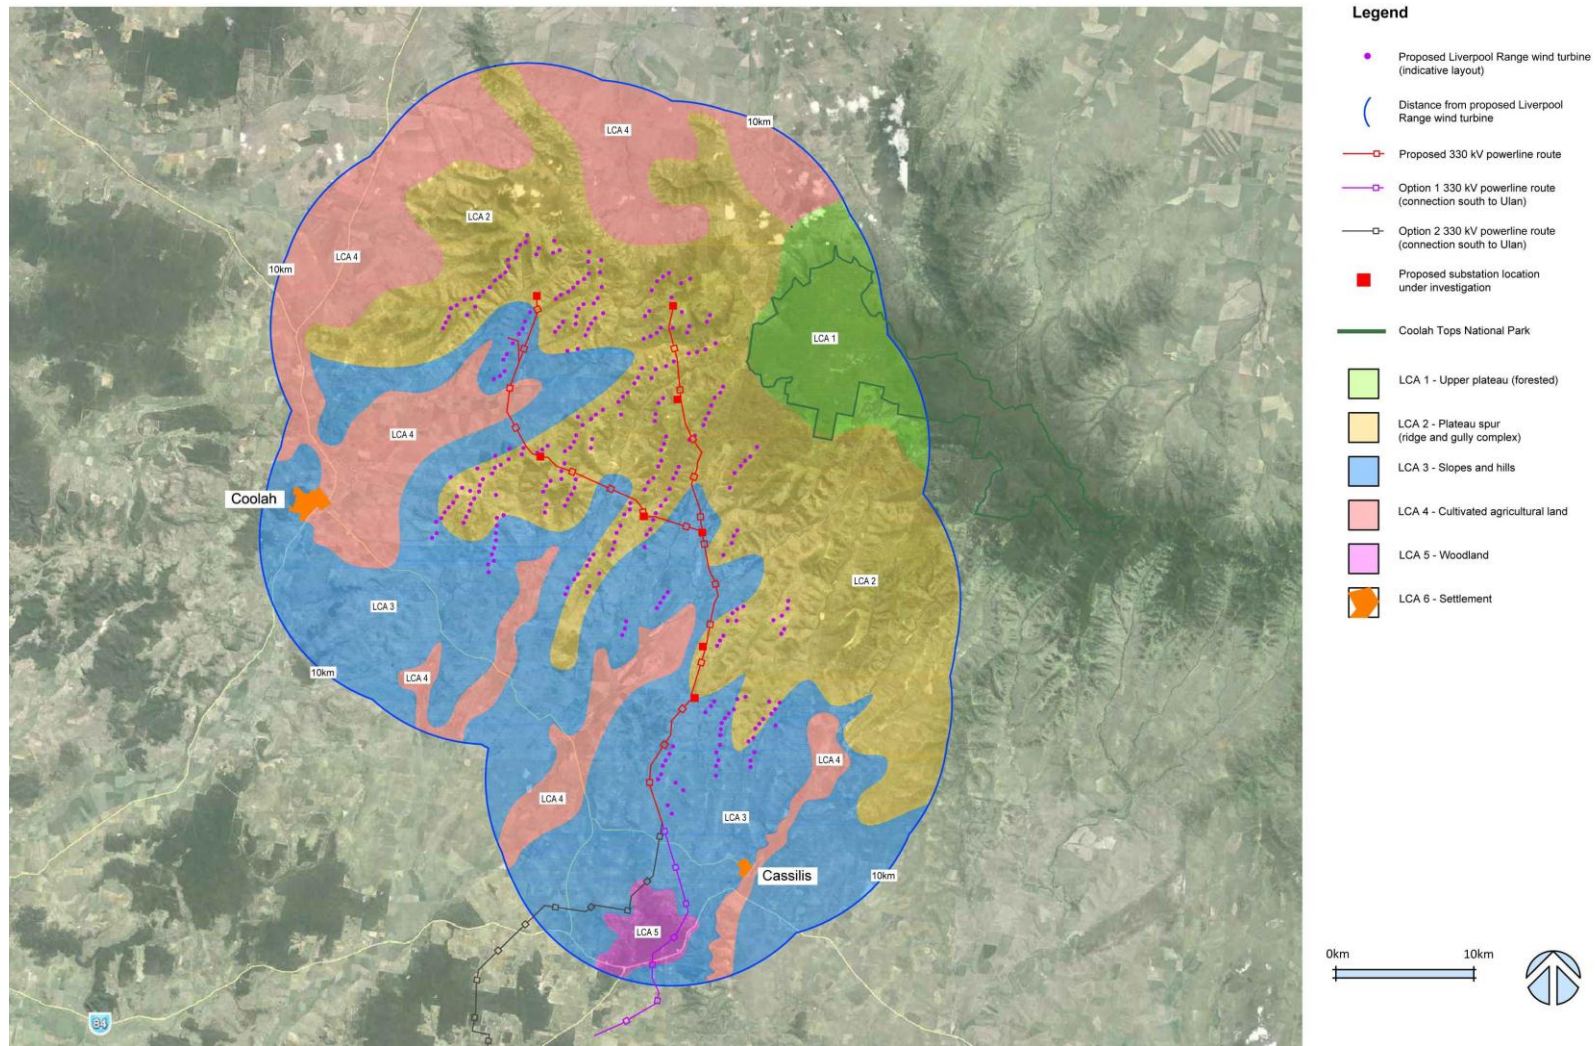 LCA 4
10km
LCA 2
LCA 4
10km
LCA 1
LCA 4
Coolah
LCA 2
LCA 3
10km
LCA 4
LCA 4
LCA 4
LCA 3
Cassilis
10km
LCA 5
84
Legend
Proposed Liverpool Range wind turbine
(indicative layout)
Distance from proposed Liverpool
Range wind turbine
Proposed 330 kV powerline route
Option 1 330 kV powerline route
(connection south to Ulan)
Option 2 330 kV powerline route
(connection south to Ulan)
Proposed substation location
under investigation
Coolah Tops National Park
LCA 1 - Upper plateau (forested)
LCA 2 - Plateau spur
(ridge and gully complex)
LCA 3 - Slopes and hills
LCA 4 - Cultivated agricultural land
LCA 5 - Woodland
LCA 6 - Settlement
0km
10km